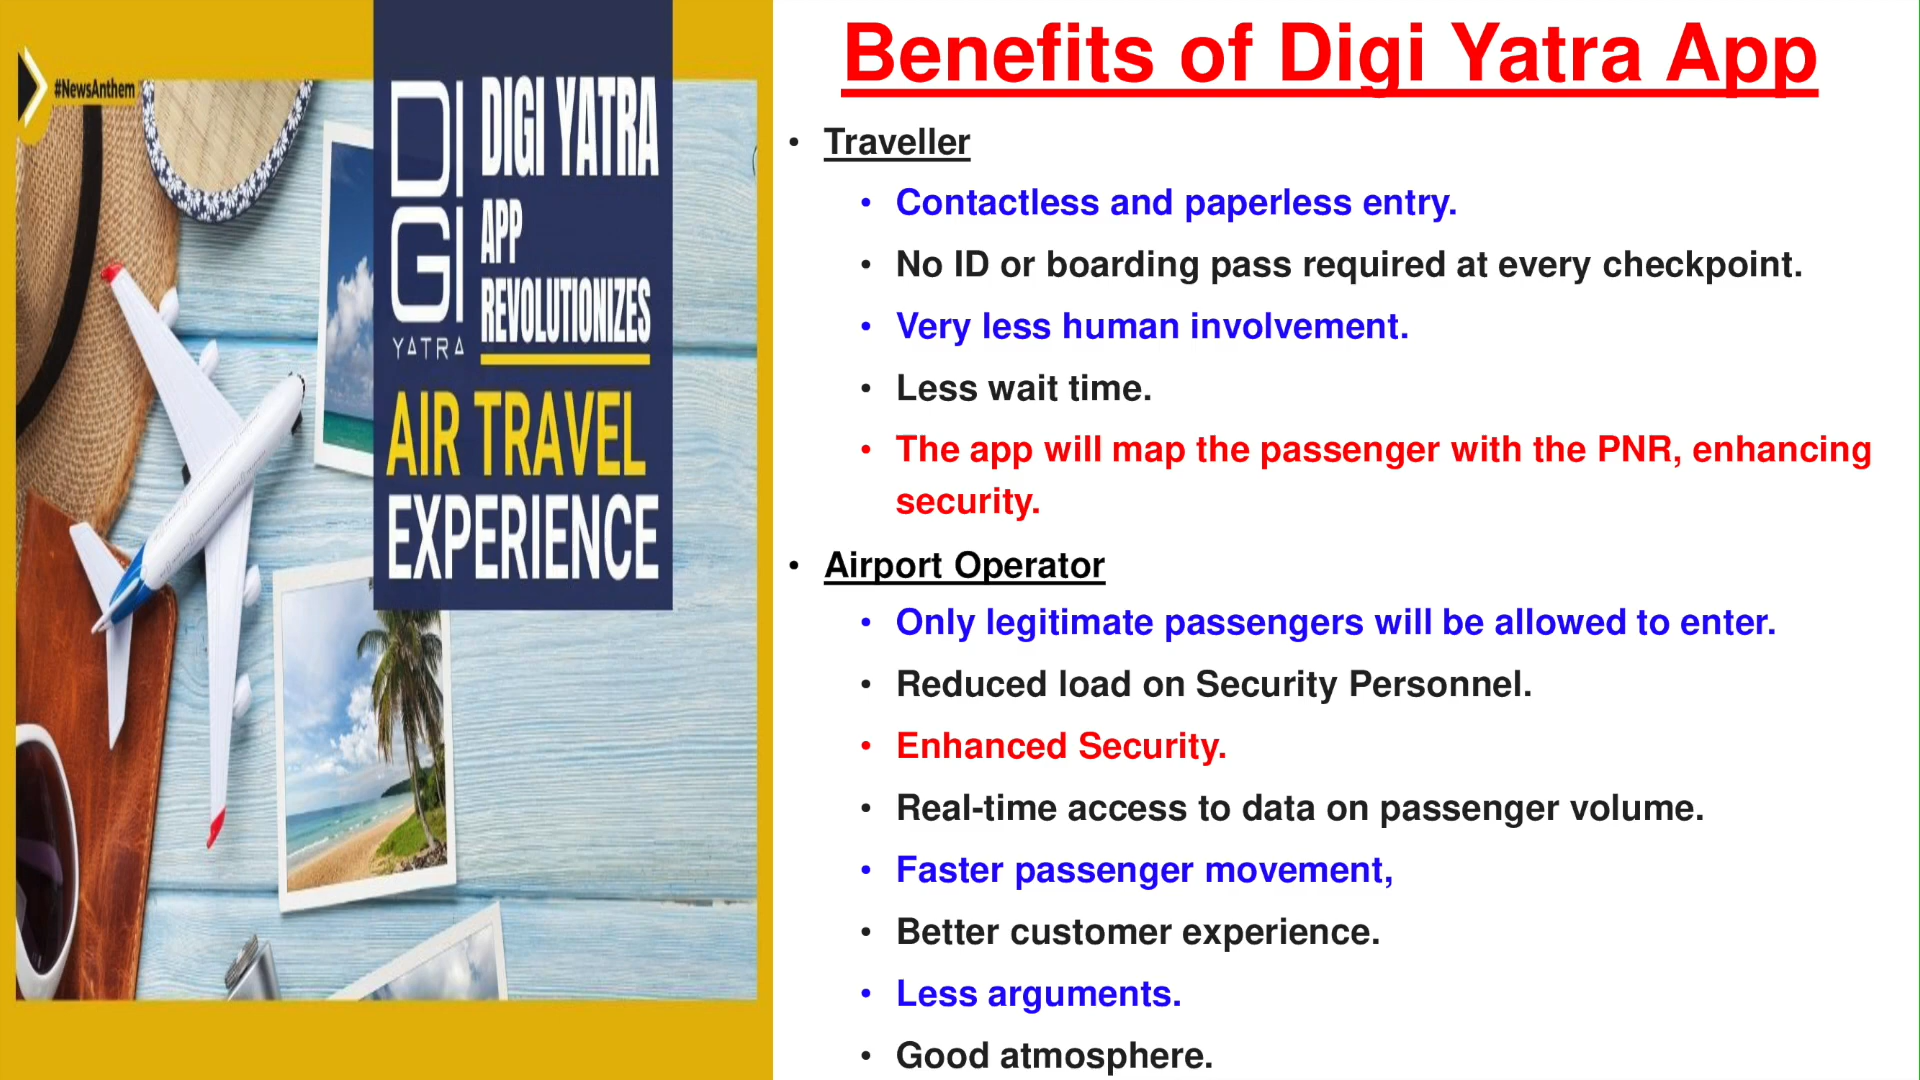 #NewsAnthem
DI
GI
YATRA
DIGI YATRA
APP
REVOLUTIONIZES
AIR TRAVEL
EXPERIENCE
Benefits of Digi Yatra App
• Traveller
• Contactless and paperless entry.
• No ID or boarding pass required at every checkpoint.
• Very less human involvement.
• Less wait time.
• The app will map the passenger with the PNR, enhancing
security.
• Airport Operator
• Only legitimate passengers will be allowed to enter.
• Reduced load on Security Personnel.
• Enhanced Security.
• Real-time access to data on passenger volume.
• Faster passenger movement,
• Better customer experience.
• Less arguments.
• Good atmosphere.